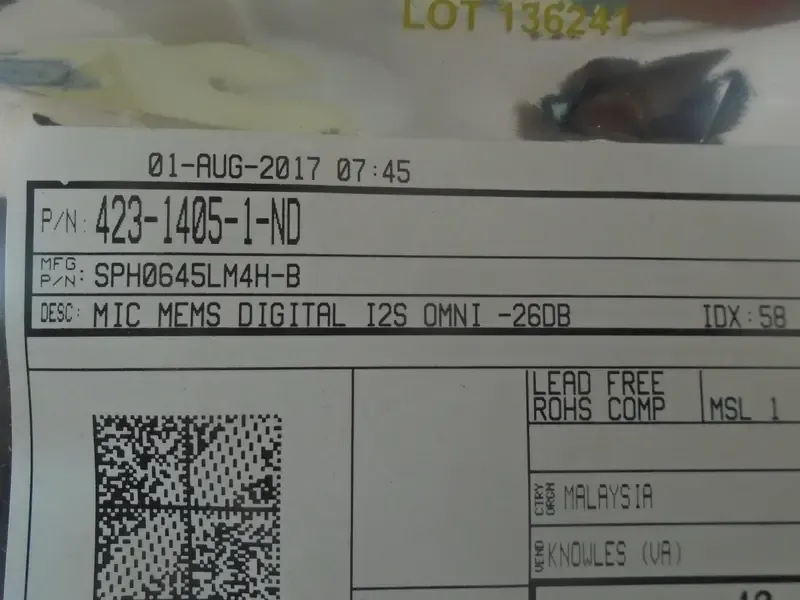 LOT 136241
01-AUG-2017 07:45
P/N: 423-1405-1-ND
MFG P/N: SPH0645LM4H-B
DESC: MIC MEMS DIGITAL I2S OMNI -26DB IDX:58
LEAD FREE
ROHS COMP
MSL 1
CTRY ORGN MALAYSIA
VEND KNOWLES (VA)